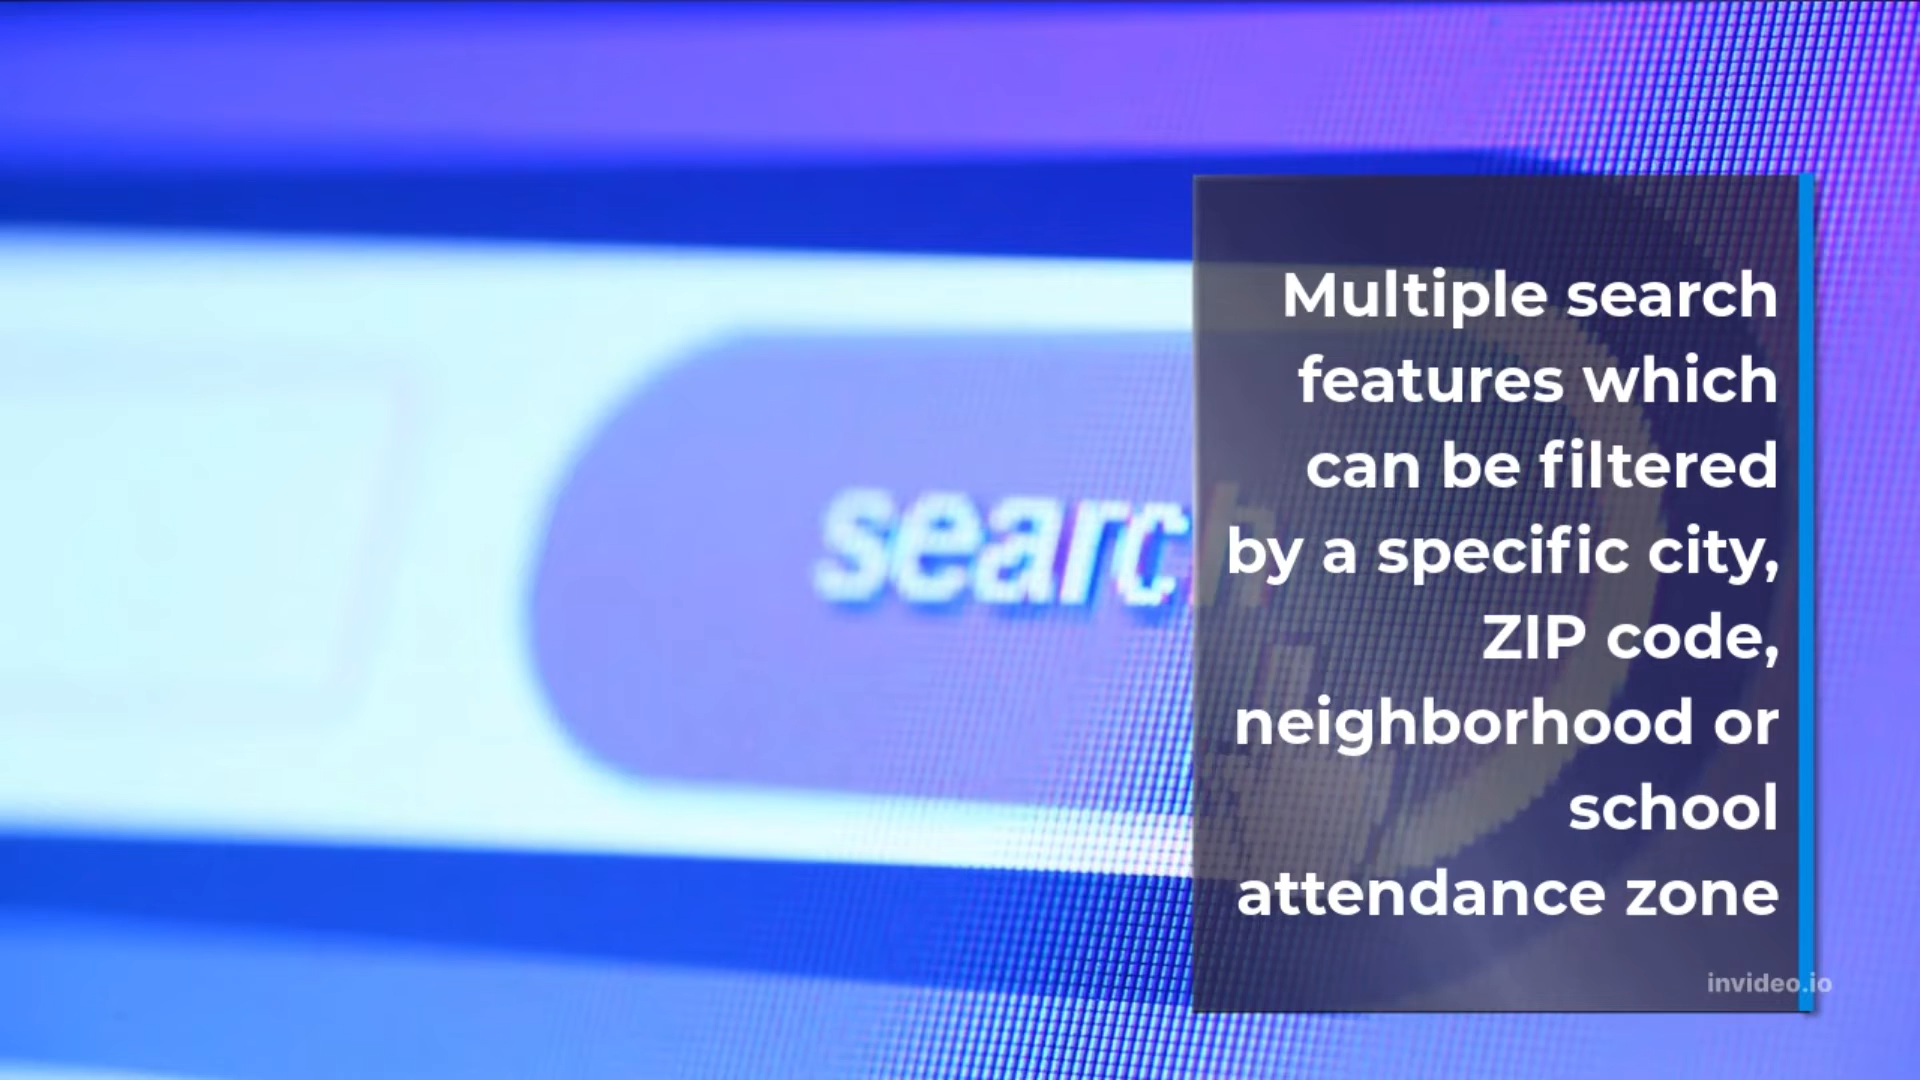 search
Multiple search
features which
can be filtered
by a specific city,
ZIP code,
neighborhood or
school
attendance zone
invideo.io